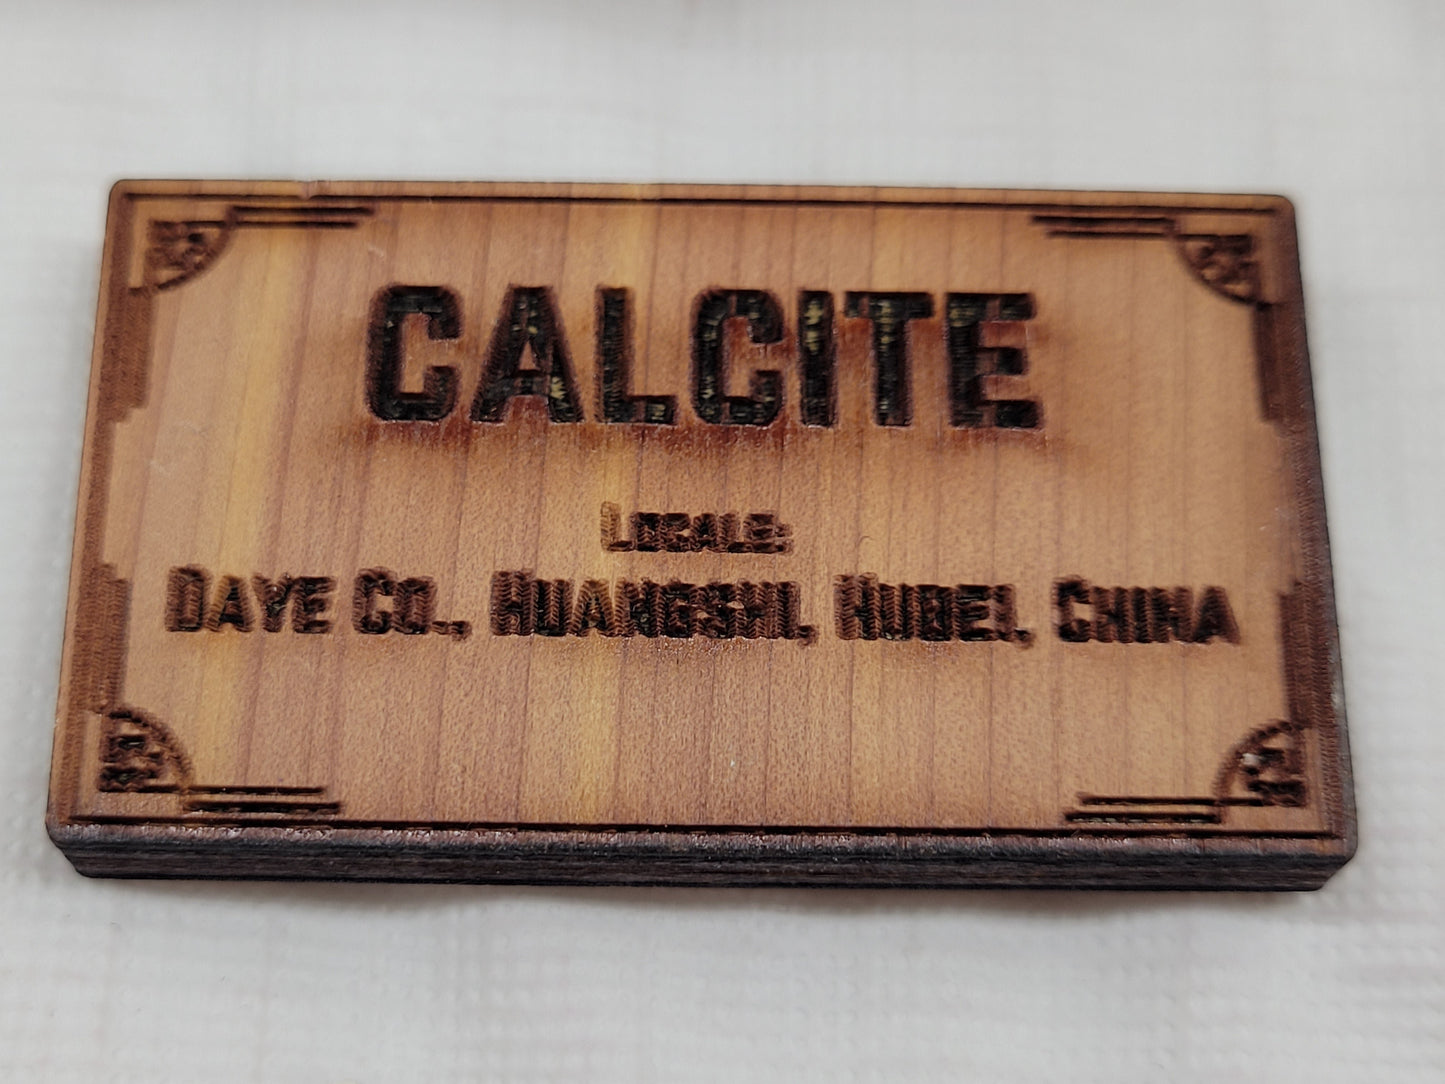 CALCITE
LOCALE:
DAYE CO., HUANGSHI, HUBEI, CHINA